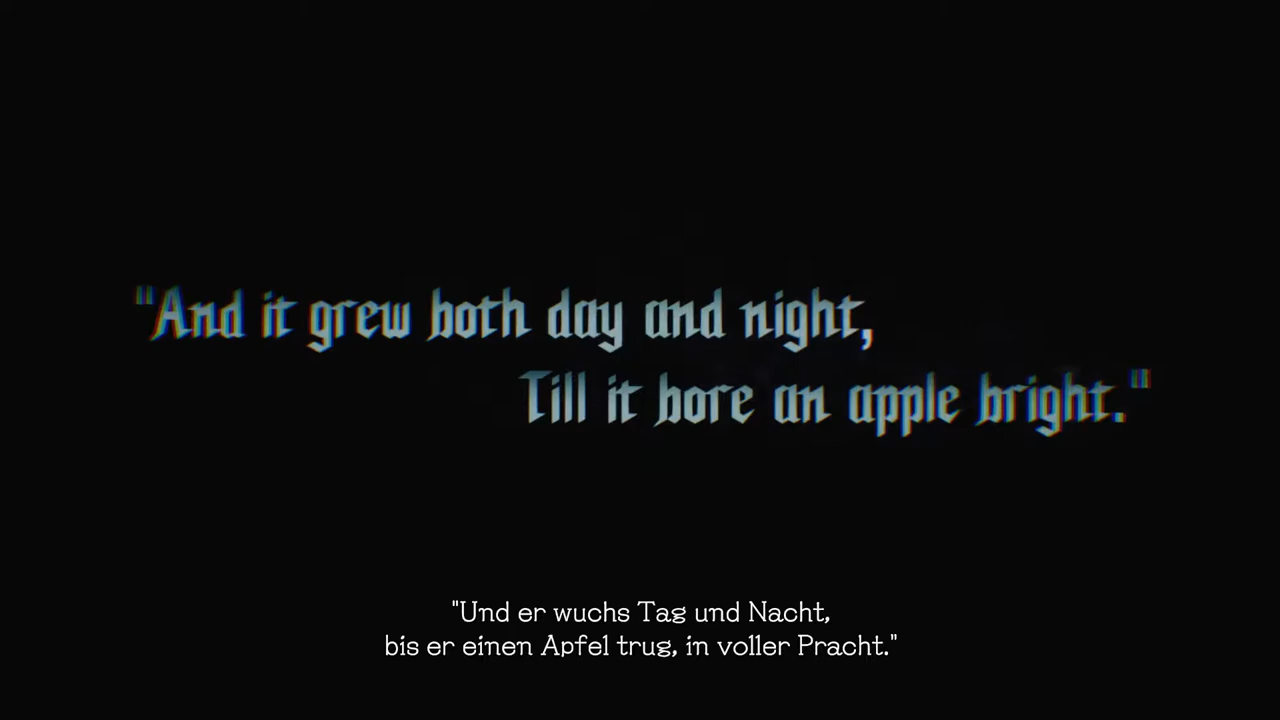 "And it grew both day and night,
Till it bore an apple bright."
"Und er wuchs Tag und Nacht,
bis er einen Apfel trug, in voller Pracht."